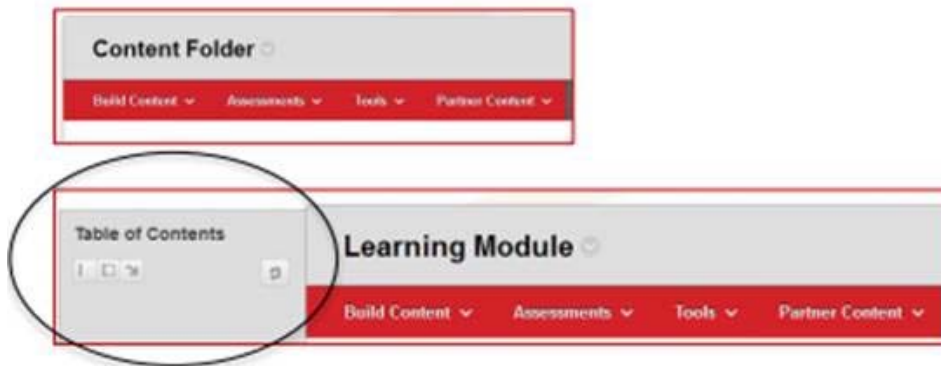 Content Folder
Build Content Assessments Tools Partner Content
Table of Contents
Learning Module
Build Content Assessments Tools Partner Content